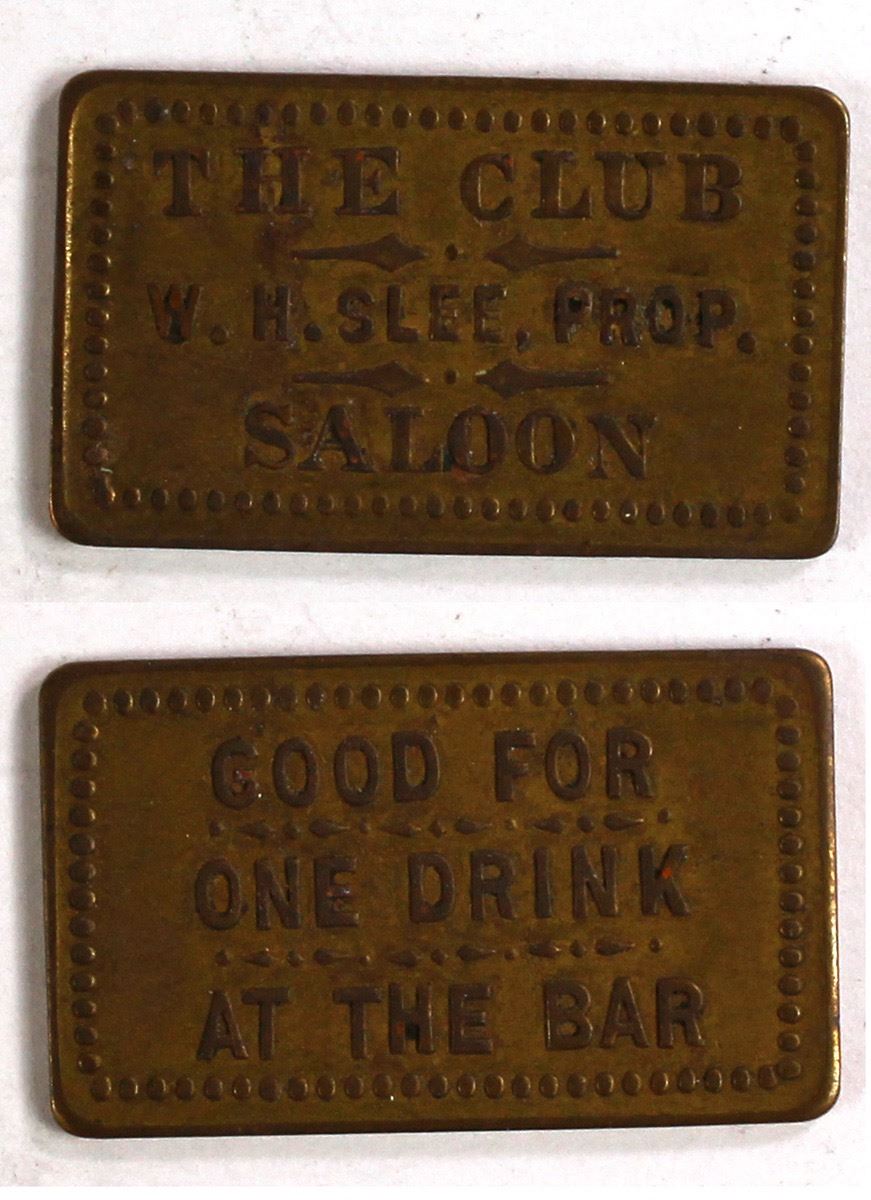 THE CLUB
W. H. SLEE, PROP.
SALOON
GOOD FOR
ONE DRINK
AT THE BAR